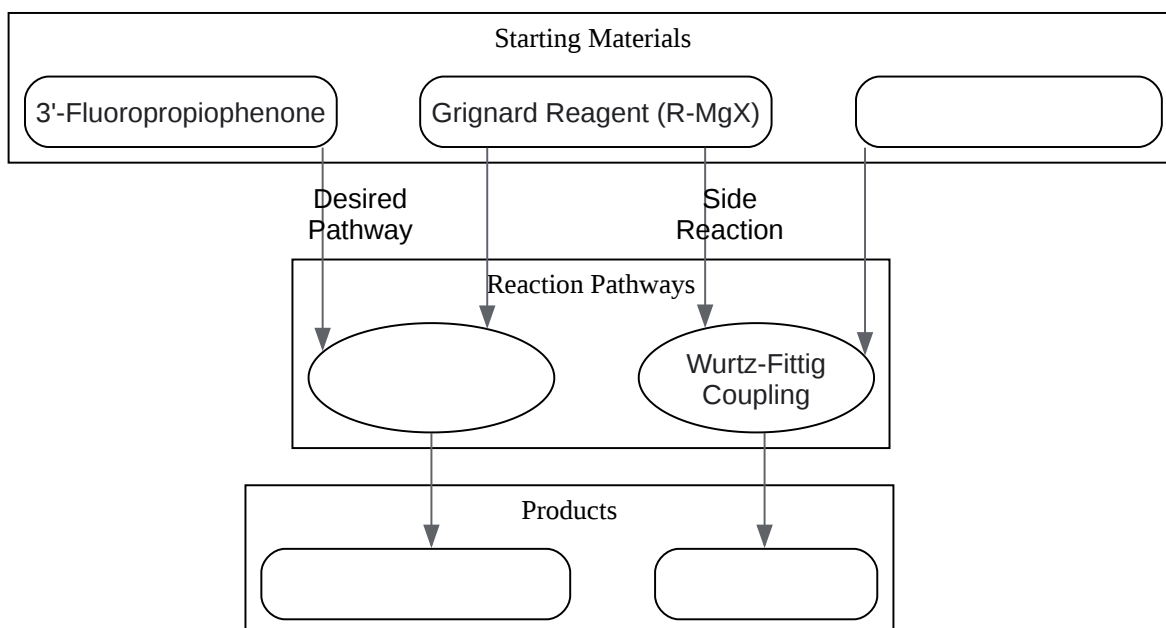 Starting Materials
3'-Fluoropropiophenone
Grignard Reagent (R-MgX)
Desired
Pathway
Side
Reaction
Reaction Pathways
Wurtz-Fittig
Coupling
Products